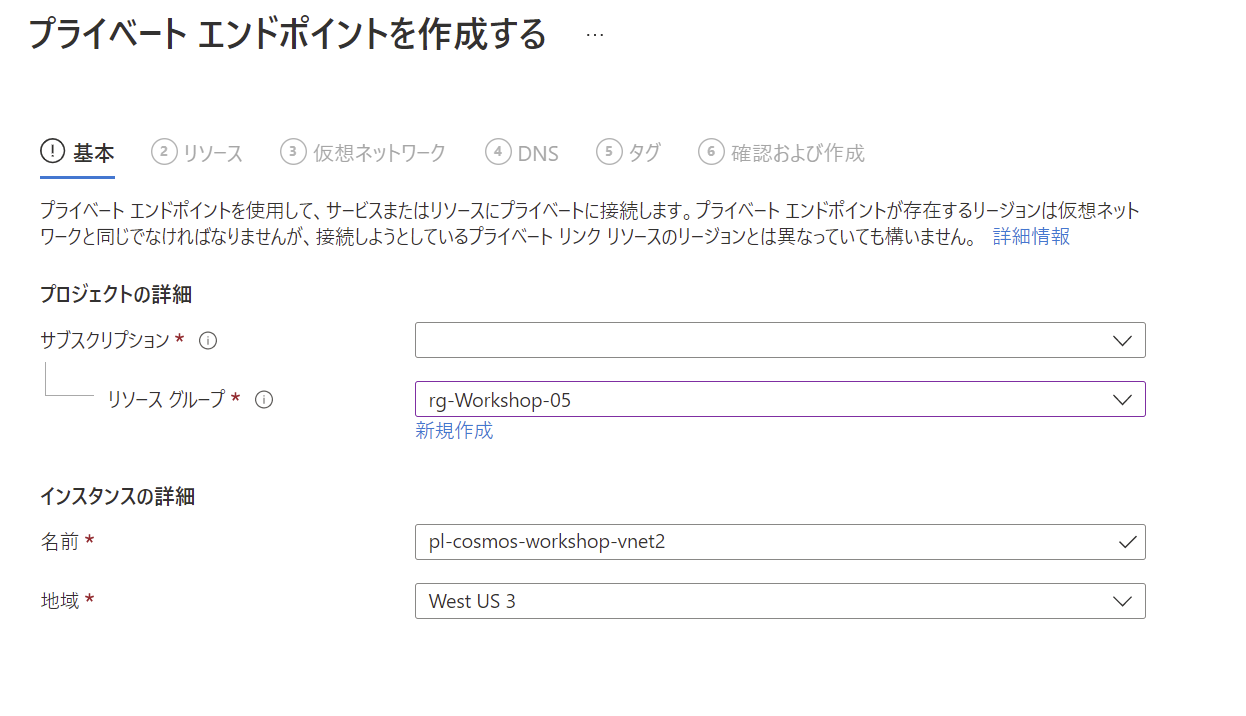 プライベート エンドポイントを作成する ...
! 基本 2 リソース 3 仮想ネットワーク 4 DNS 5 タグ 6 確認および作成
プライベート エンドポイントを使用して、サービスまたはリソースにプライベートに接続します。プライベート エンドポイントが存在するリージョンは仮想ネット
ワークと同じでなければなりませんが、接続しようとしているプライベート リンク リソースのリージョンとは異なっていても構いません。 詳細情報
プロジェクトの詳細
サブスクリプション *
リソース グループ * rg-Workshop-05
新規作成
インスタンスの詳細
名前 * pl-cosmos-workshop-vnet2
地域 * West US 3